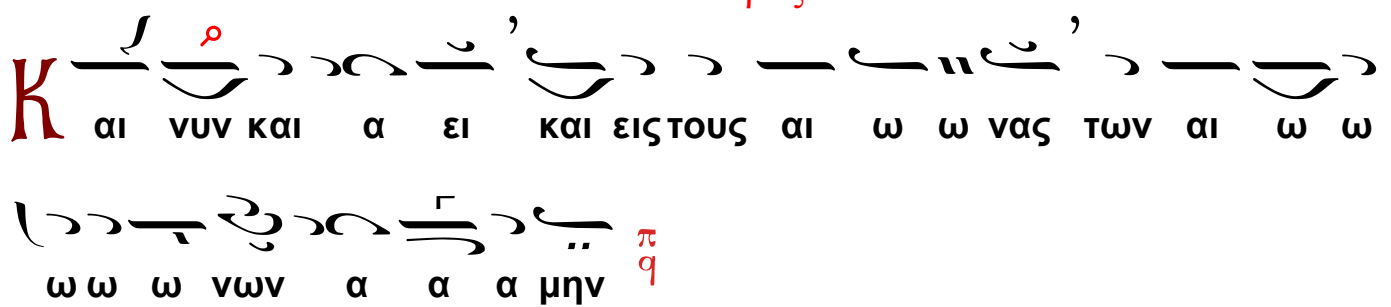 Και νυν και α ει και εις τους αι ω ω νας των αι ω ω
ω ω ω νων α α α μην π q